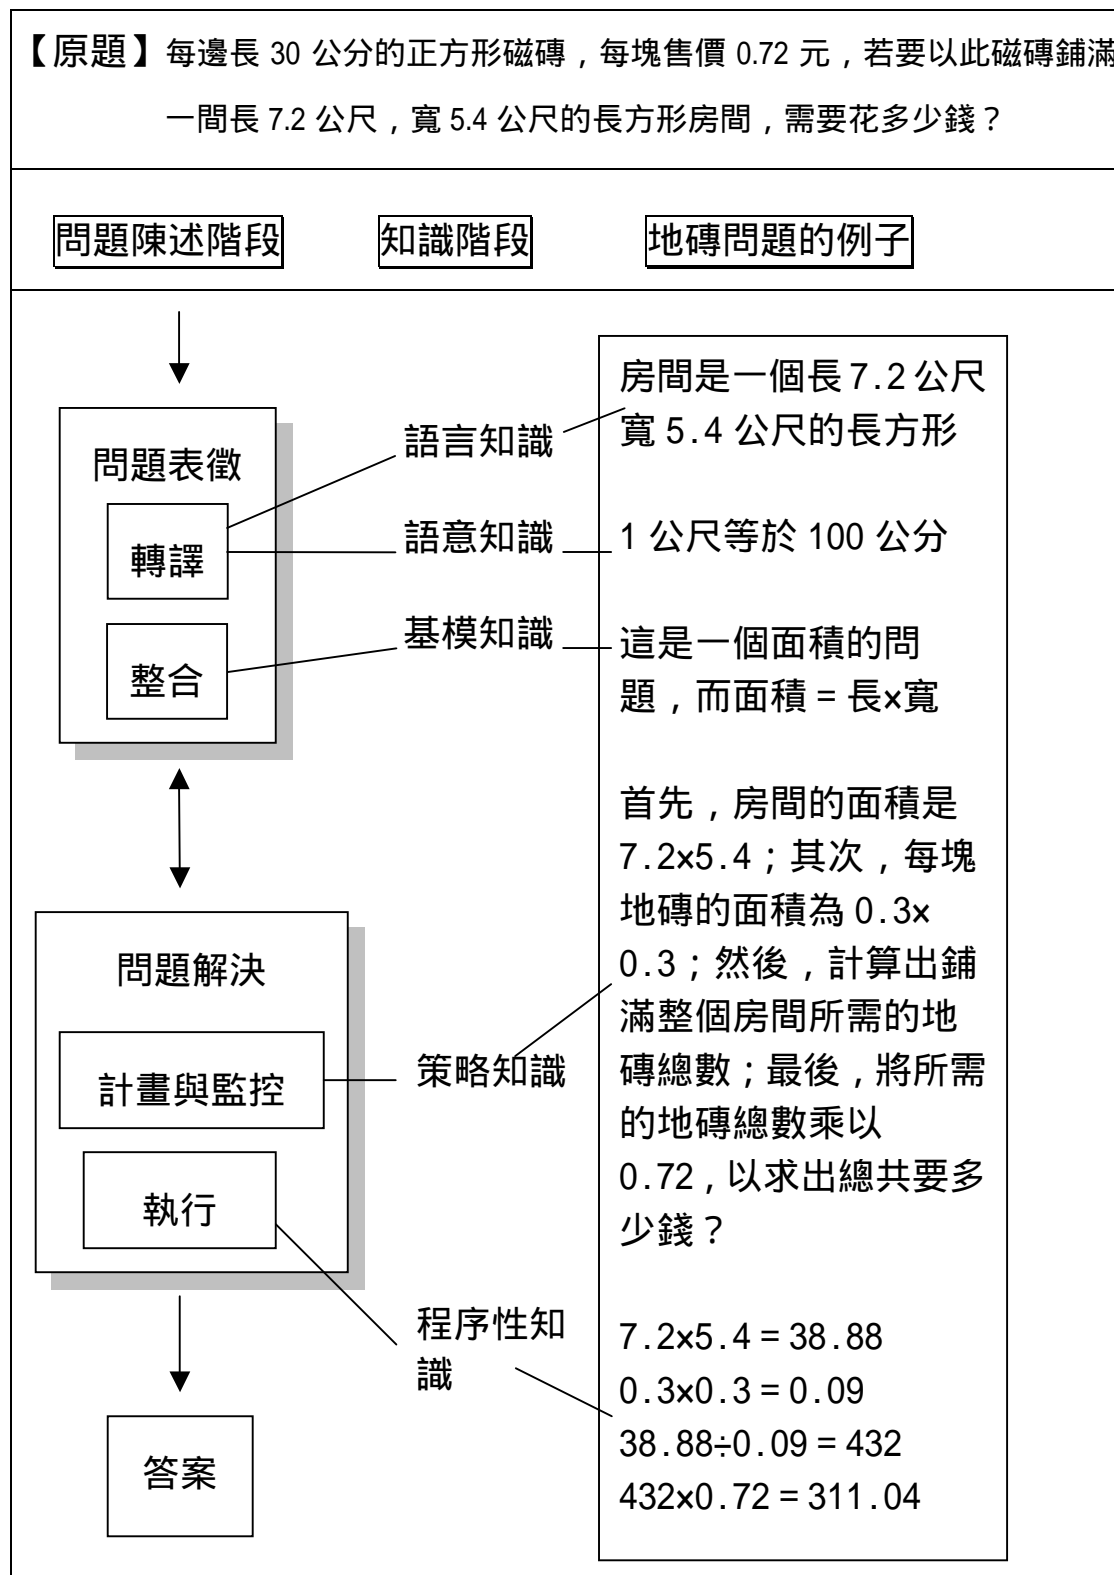 【原題】每邊長 30 公分的正方形磁磚，每塊售價 0.72 元，若要以此磁磚鋪滿
一間長 7.2 公尺，寬 5.4 公尺的長方形房間，需要花多少錢？
問題陳述階段 知識階段 地磚問題的例子
問題表徵
轉譯
整合
語言知識
語意知識
基模知識
房間是一個長 7.2 公尺
寬 5.4 公尺的長方形
1 公尺等於 100 公分
這是一個面積的問
題，而面積 = 長×寬
問題解決
計畫與監控
執行
策略知識
程序性知
識
首先，房間的面積是
7.2×5.4；其次，每塊
地磚的面積為 0.3×
0.3；然後，計算出鋪
滿整個房間所需的地
磚總數；最後，將所需
的地磚總數乘以
0.72，以求出總共要多
少錢？
7.2×5.4 = 38.88
0.3×0.3 = 0.09
38.88÷0.09 = 432
432×0.72 = 311.04
答案